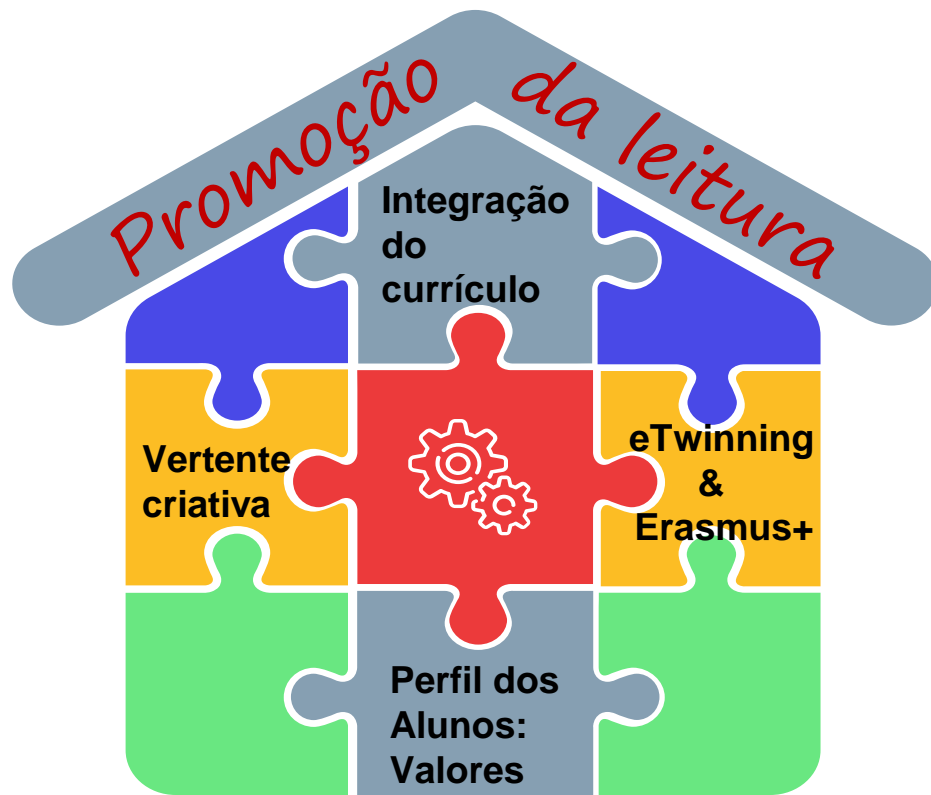 Promoção da leitura
Integração
do
currículo
Vertente
criativa
eTwinning
&
Erasmus+
Perfil dos
Alunos:
Valores